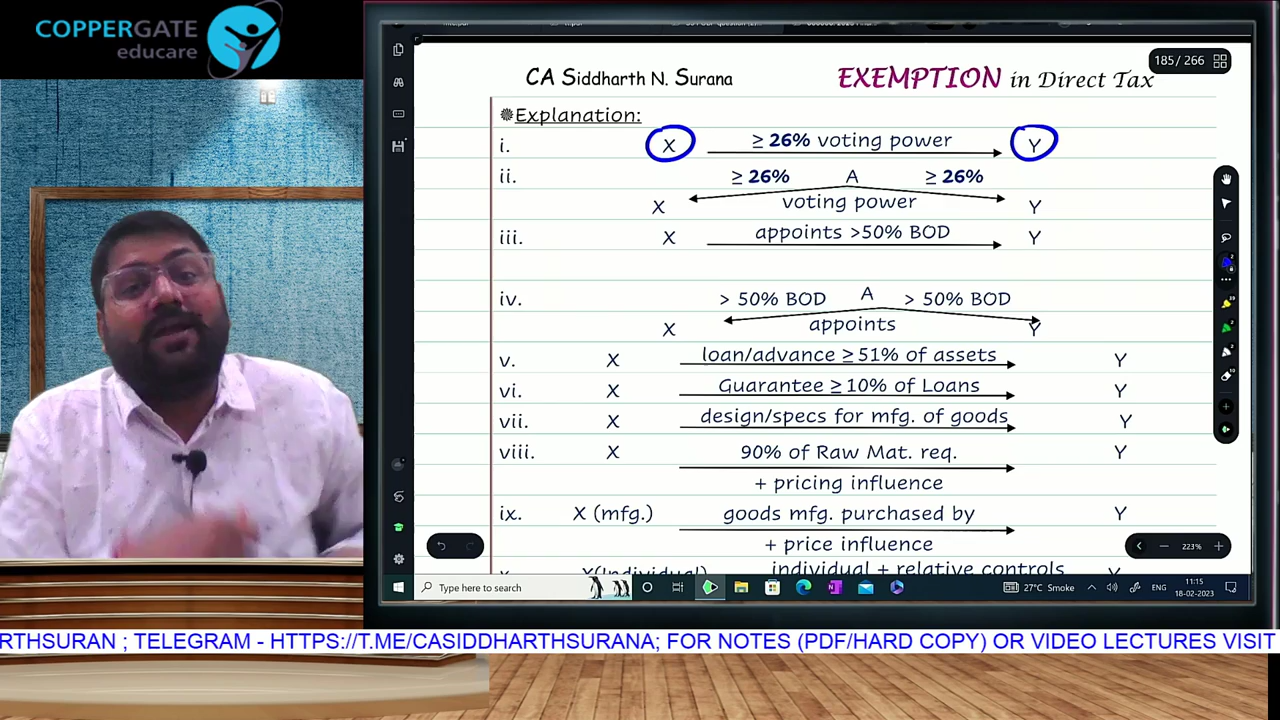 COPPERGATE
educare
185 / 266
CA Siddharth N. Surana
EXEMPTION in Direct Tax
Explanation:
i. X ≥ 26% voting power Y
ii. ≥ 26% A ≥ 26%
X voting power Y
iii. X appoints >50% BOD Y
iv. > 50% BOD A > 50% BOD
X appoints Y
v. X loan/advance ≥ 51% of assets Y
vi. X Guarantee ≥ 10% of Loans Y
vii. X design/specs for mfg. of goods Y
viii. X 90% of Raw Mat. req. Y
+ pricing influence
ix. X (mfg.) goods mfg. purchased by Y
+ price influence
individual + relative controls
223%
Type here to search
27°C Smoke
ENG
11:15
18-02-2023
RTHSURAN ; TELEGRAM - HTTPS://T.ME/CASIDDHARTHSURANA; FOR NOTES (PDF/HARD COPY) OR VIDEO LECTURES VISIT